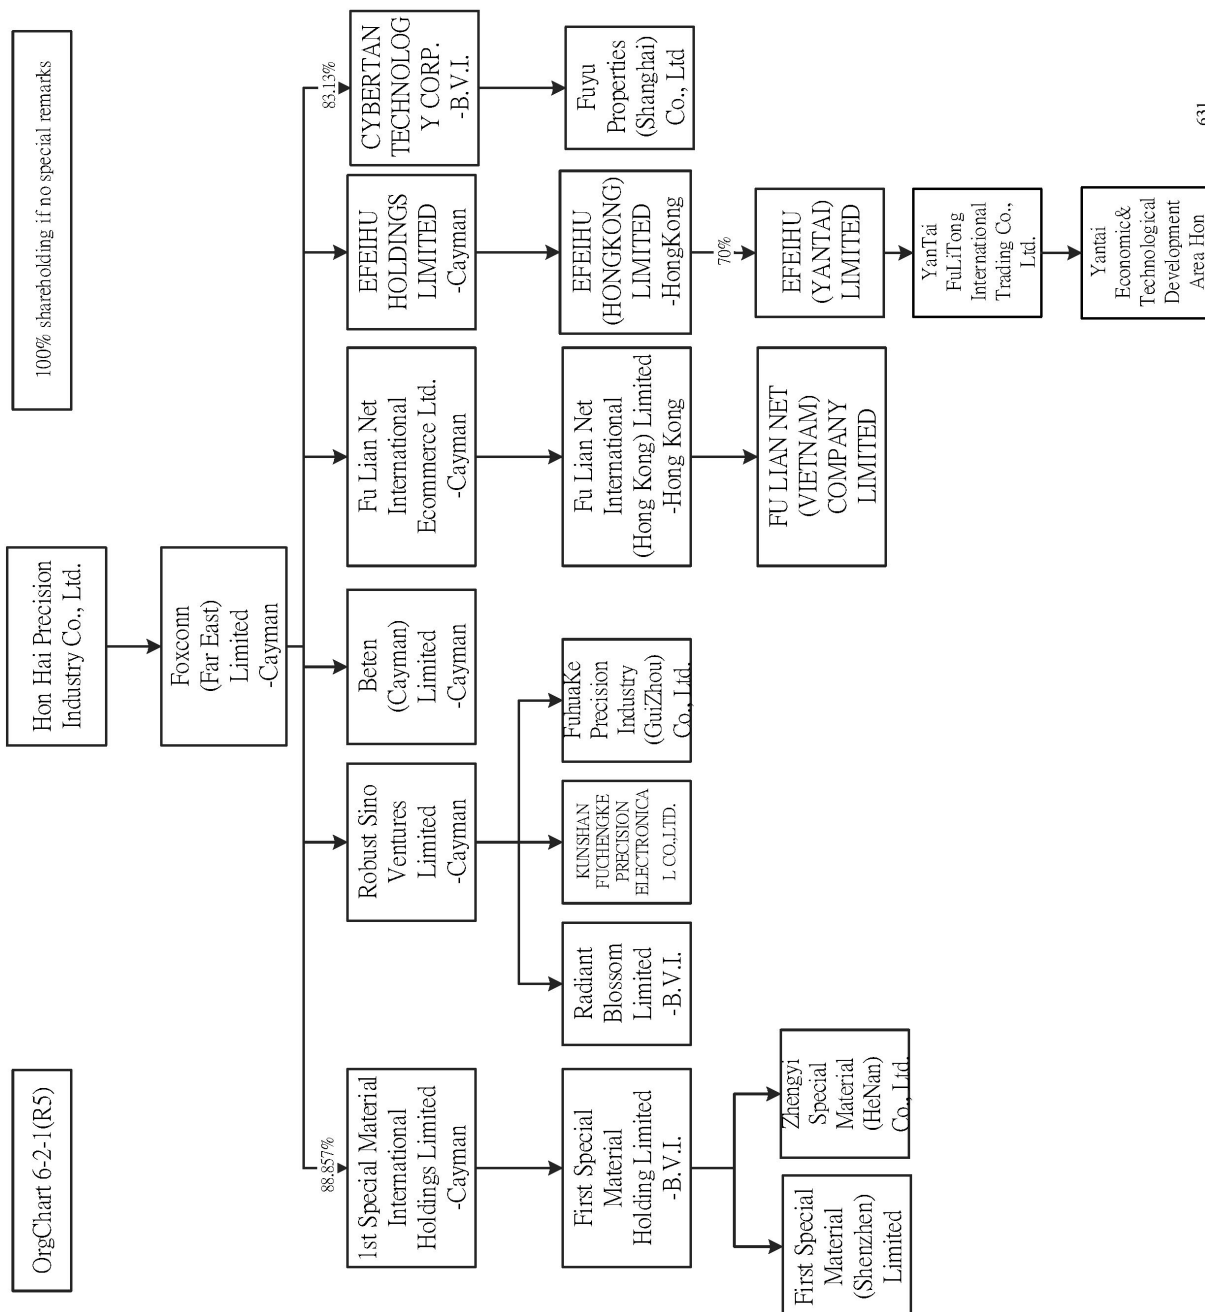 OrgChart 6-2-1(R5)
100% shareholding if no special remarks
Hon Hai Precision
Industry Co., Ltd.
Foxconn
(Far East)
Limited
-Cayman
88.857%
83.13%
1st Special Material
International
Holdings Limited
-Cayman
Robust Sino
Ventures
Limited
-Cayman
Beten
(Cayman)
Limited
-Cayman
Fu Lian Net
International
Ecommerce Ltd.
-Cayman
EFEIHU
HOLDINGS
LIMITED
-Cayman
CYBERTAN
TECHNOLOG
Y CORP.
-B.V.I.
First Special
Material
Holding Limited
-B.V.I.
Radiant
Blossom
Limited
-B.V.I.
KUNSHAN
FUCHENGKE
PRECISION
ELECTRONICA
L CO.,LTD.
FuhuaKe
Precision
Industry
(GuiZhou)
Co., Ltd.
Fu Lian Net
International
(Hong Kong) Limited
-Hong Kong
EFEIHU
(HONGKONG)
LIMITED
-HongKong
Fuyu
Properties
(Shanghai)
Co., Ltd
70%
First Special
Material
(Shenzhen)
Limited
Zhengyi
Special
Material
(HeNan)
Co., Ltd.
FU LIAN NET
(VIETNAM)
COMPANY
LIMITED
EFEIHU
(YANTAI)
LIMITED
YanTai
FuLiTong
International
Trading Co.,
Ltd.
Yantai
Economic&
Technological
Development
Area Hon
631